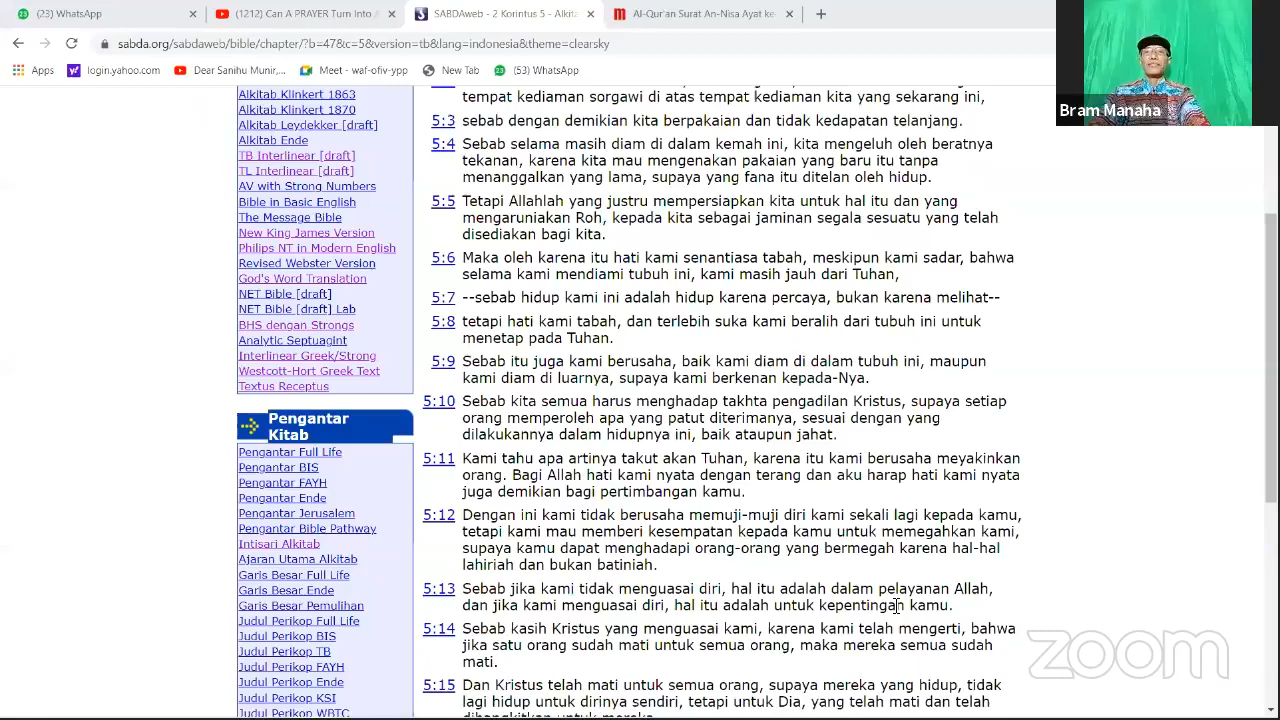 (23) WhatsApp
(1212) Can A PRAYER Turn Into A
SABDAweb - 2 Korintus 5 - Alkita
Al-Qur'an Surat An-Nisa Ayat ke-
sabda.org/sabdaweb/bible/chapter/?b=47&c=5&version=tb&lang=indonesia&theme=clearsky
Apps
login.yahoo.com
Dear Sanihu Munir,...
Meet - waf-ofiv-ypp
New Tab
(53) WhatsApp
Bram Manaha
Alkitab Klinkert 1863
Alkitab Klinkert 1870
Alkitab Leydekker [draft]
Alkitab Ende
TB Interlinear [draft]
TL Interlinear [draft]
AV with Strong Numbers
Bible in Basic English
The Message Bible
New King James Version
Philips NT in Modern English
Revised Webster Version
God's Word Translation
NET Bible [draft]
NET Bible [draft] Lab
BHS dengan Strongs
Analytic Septuagint
Interlinear Greek/Strong
Westcott-Hort Greek Text
Textus Receptus
Pengantar
Kitab
Pengantar Full Life
Pengantar BIS
Pengantar FAYH
Pengantar Ende
Pengantar Jerusalem
Pengantar Bible Pathway
Intisari Alkitab
Ajaran Utama Alkitab
Garis Besar Full Life
Garis Besar Ende
Garis Besar Pemulihan
Judul Perikop Full Life
Judul Perikop BIS
Judul Perikop TB
Judul Perikop FAYH
Judul Perikop Ende
Judul Perikop KSI
Judul Perikop WBTC
tempat kediaman sorgawi di atas tempat kediaman kita yang sekarang ini,
5:3 sebab dengan demikian kita berpakaian dan tidak kedapatan telanjang.
5:4 Sebab selama masih diam di dalam kemah ini, kita mengeluh oleh beratnya
tekanan, karena kita mau mengenakan pakaian yang baru itu tanpa
menanggalkan yang lama, supaya yang fana itu ditelan oleh hidup.
5:5 Tetapi Allahlah yang justru mempersiapkan kita untuk hal itu dan yang
mengaruniakan Roh, kepada kita sebagai jaminan segala sesuatu yang telah
disediakan bagi kita.
5:6 Maka oleh karena itu hati kami senantiasa tabah, meskipun kami sadar, bahwa
selama kami mendiami tubuh ini, kami masih jauh dari Tuhan,
5:7 --sebab hidup kami ini adalah hidup karena percaya, bukan karena melihat--
5:8 tetapi hati kami tabah, dan terlebih suka kami beralih dari tubuh ini untuk
menetap pada Tuhan.
5:9 Sebab itu juga kami berusaha, baik kami diam di dalam tubuh ini, maupun
kami diam di luarnya, supaya kami berkenan kepada-Nya.
5:10 Sebab kita semua harus menghadap takhta pengadilan Kristus, supaya setiap
orang memperoleh apa yang patut diterimanya, sesuai dengan yang
dilakukannya dalam hidupnya ini, baik ataupun jahat.
5:11 Kami tahu apa artinya takut akan Tuhan, karena itu kami berusaha meyakinkan
orang. Bagi Allah hati kami nyata dengan terang dan aku harap hati kami nyata
juga demikian bagi pertimbangan kamu.
5:12 Dengan ini kami tidak berusaha memuji-muji diri kami sekali lagi kepada kamu,
tetapi kami mau memberi kesempatan kepada kamu untuk memegahkan kami,
supaya kamu dapat menghadapi orang-orang yang bermegah karena hal-hal
lahiriah dan bukan batiniah.
5:13 Sebab jika kami tidak menguasai diri, hal itu adalah dalam pelayanan Allah,
dan jika kami menguasai diri, hal itu adalah untuk kepentingan kamu.
5:14 Sebab kasih Kristus yang menguasai kami, karena kami telah mengerti, bahwa
jika satu orang sudah mati untuk semua orang, maka mereka semua sudah
mati.
5:15 Dan Kristus telah mati untuk semua orang, supaya mereka yang hidup, tidak
lagi hidup untuk dirinya sendiri, tetapi untuk Dia, yang telah mati dan telah
dibangkitkan untuk mereka.
zoom